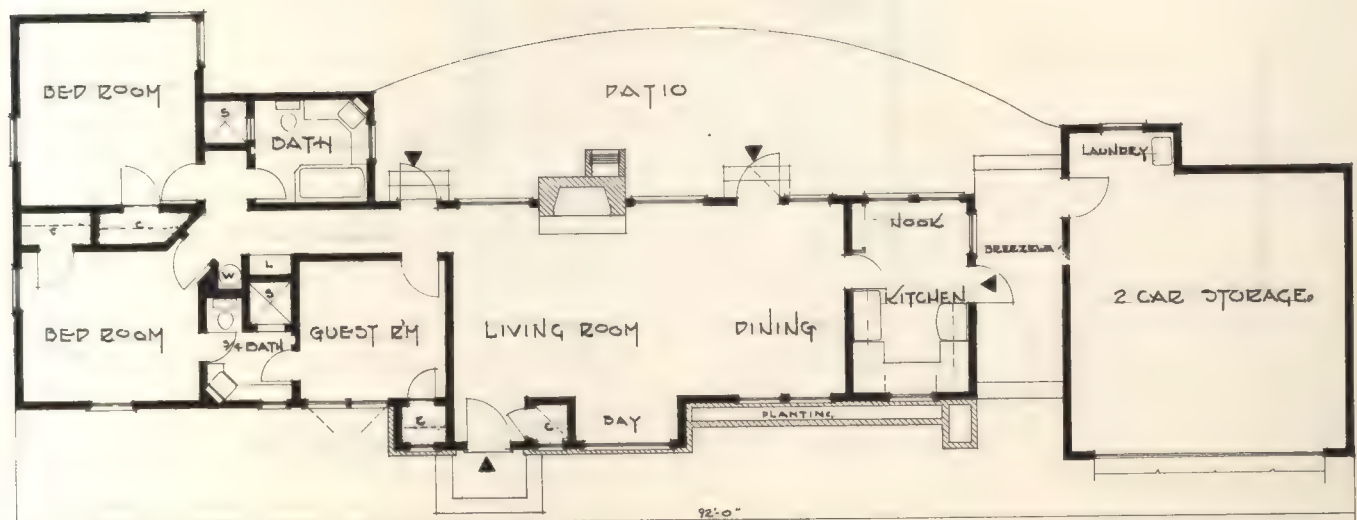 BED ROOM
PATIO
S
BATH
LAUNDRY
C
C
NOOK
BREEZEWA
W
L
S
KITCHEN
2 CAR STORAGE.
BED ROOM
3/4 BATH
GUEST R'M
LIVING ROOM
DINING
C
C
BAY
PLANTING
92'-0"